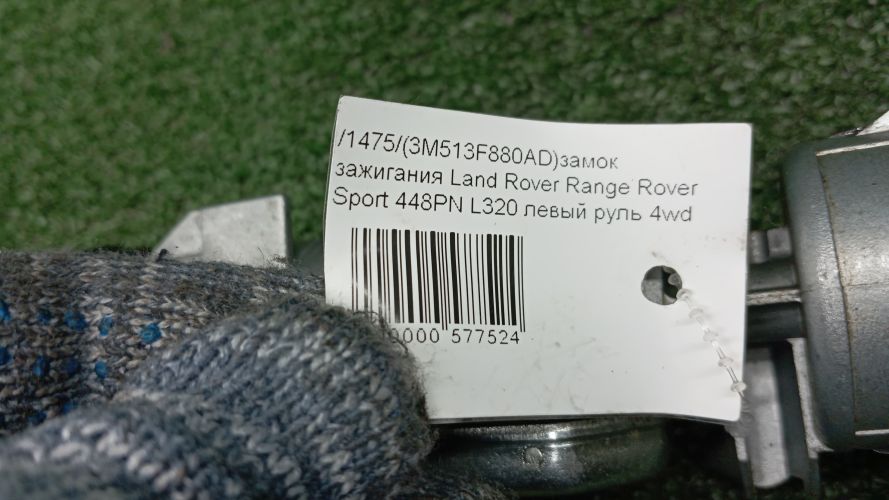 /1475/(3M513F880AD)замок
зажигания Land Rover Range Rover
Sport 448PN L320 левый руль 4wd
0000 577524